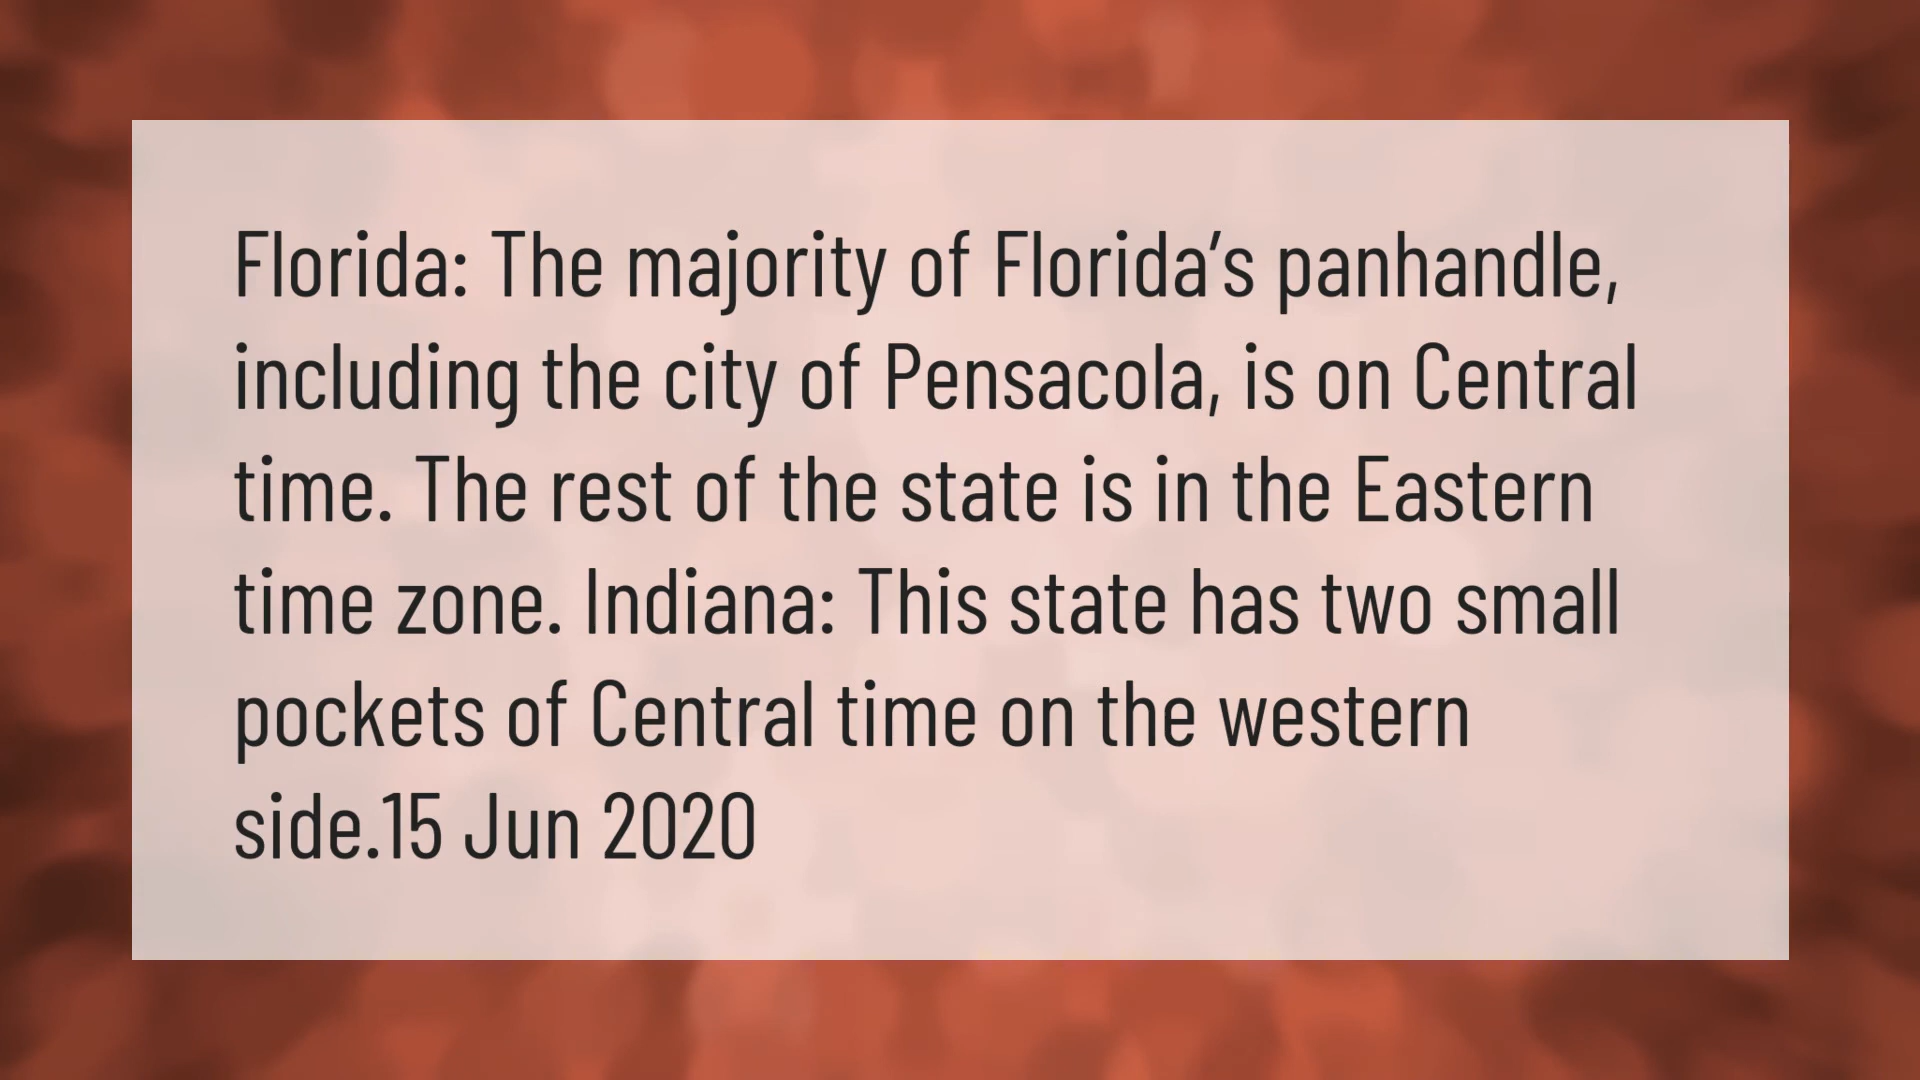 Florida: The majority of Florida’s panhandle,
including the city of Pensacola, is on Central
time. The rest of the state is in the Eastern
time zone. Indiana: This state has two small
pockets of Central time on the western
side.15 Jun 2020